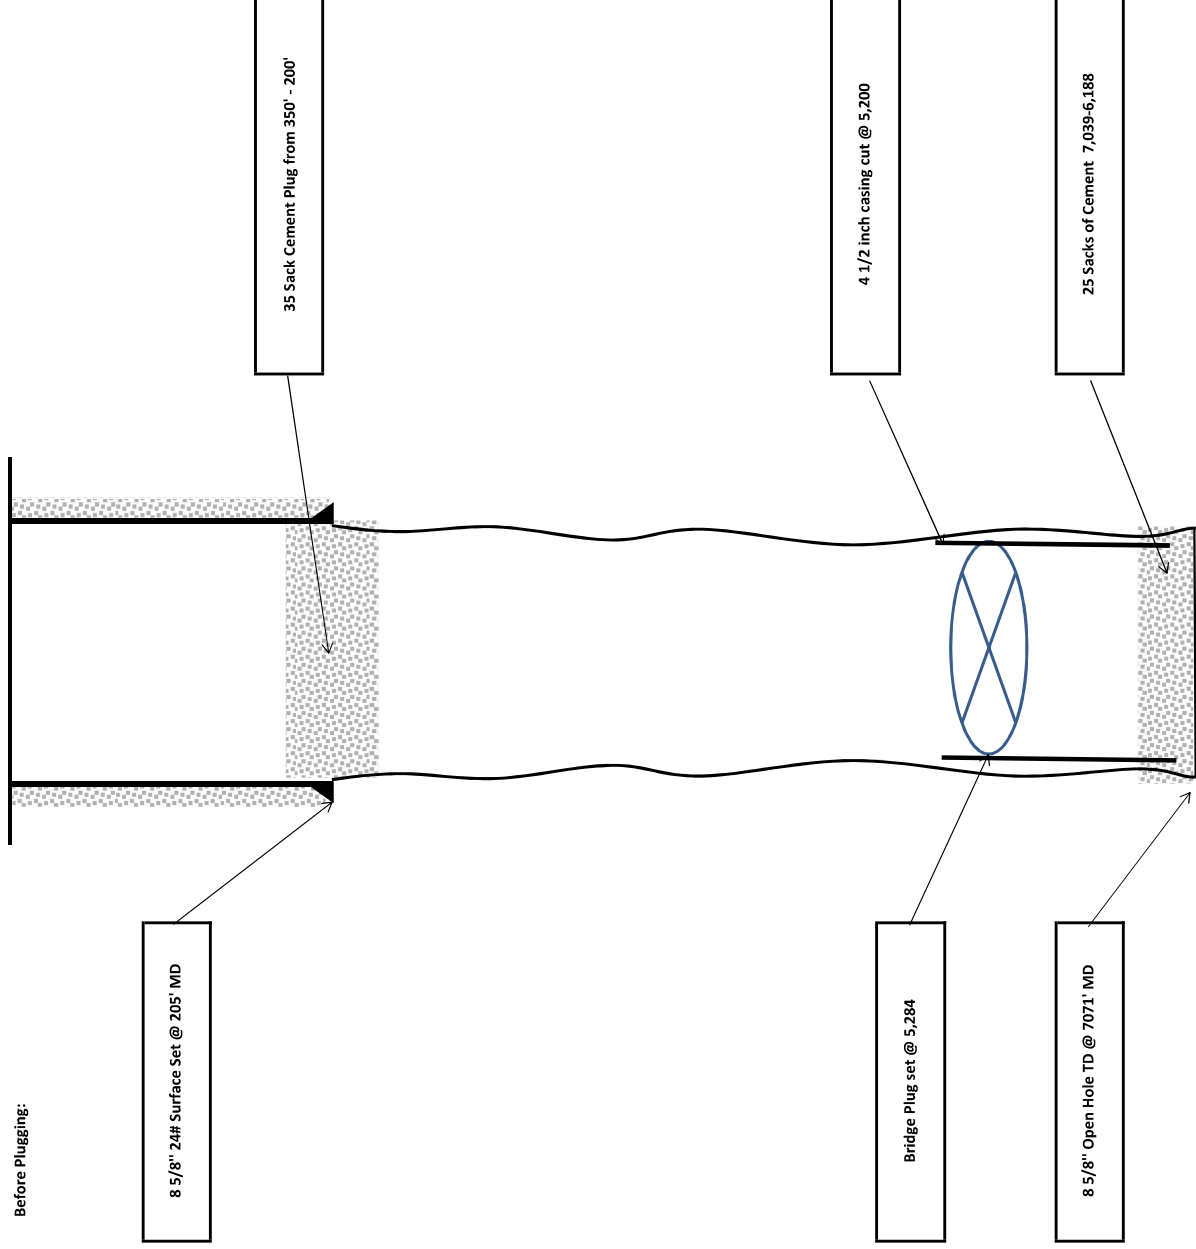 Before Plugging:
8 5/8" 24# Surface Set @ 205' MD
35 Sack Cement Plug from 350' - 200'
4 1/2 inch casing cut @ 5,200
Bridge Plug set @ 5,284
25 Sacks of Cement  7,039-6,188
8 5/8" Open Hole TD @ 7071' MD